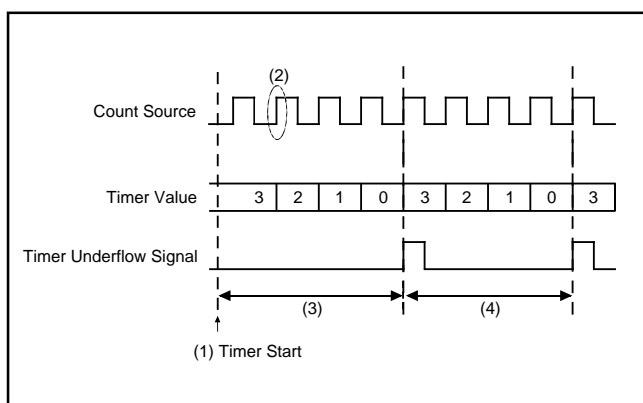 (2)
Count Source
Timer Value 3 2 1 0 3 2 1 0 3
Timer Underflow Signal
(3) (4)
(1) Timer Start